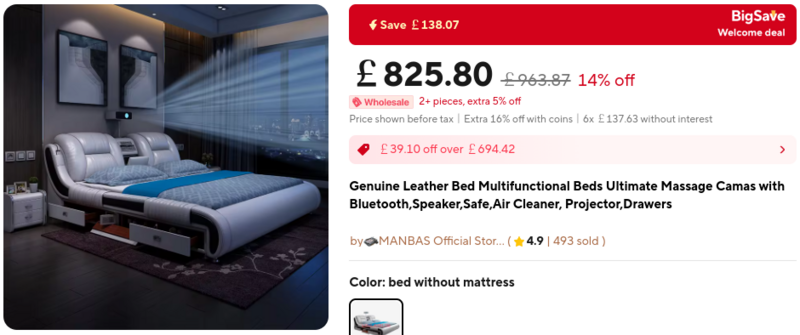 Save £138.07
BigSave
Welcome deal
£825.80 £963.87 14% off
Wholesale 2+ pieces, extra 5% off
Price shown before tax | Extra 16% off with coins | 6x £137.63 without interest
£39.10 off over £694.42
Genuine Leather Bed Multifunctional Beds Ultimate Massage Camas with
Bluetooth,Speaker,Safe,Air Cleaner, Projector,Drawers
by MANBAS Official Stor... ( 4.9 | 493 sold )
Color: bed without mattress